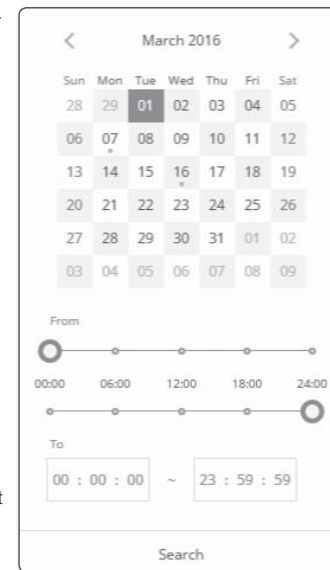 March 2016
Sun Mon Tue Wed Thu Fri Sat
28 29 01 02 03 04 05
06 07 08 09 10 11 12
13 14 15 16 17 18 19
20 21 22 23 24 25 26
27 28 29 30 31 01 02
03 04 05 06 07 08 09
From
00:00 06:00 12:00 18:00 24:00
To
00 : 00 : 00 ~ 23 : 59 : 59
Search